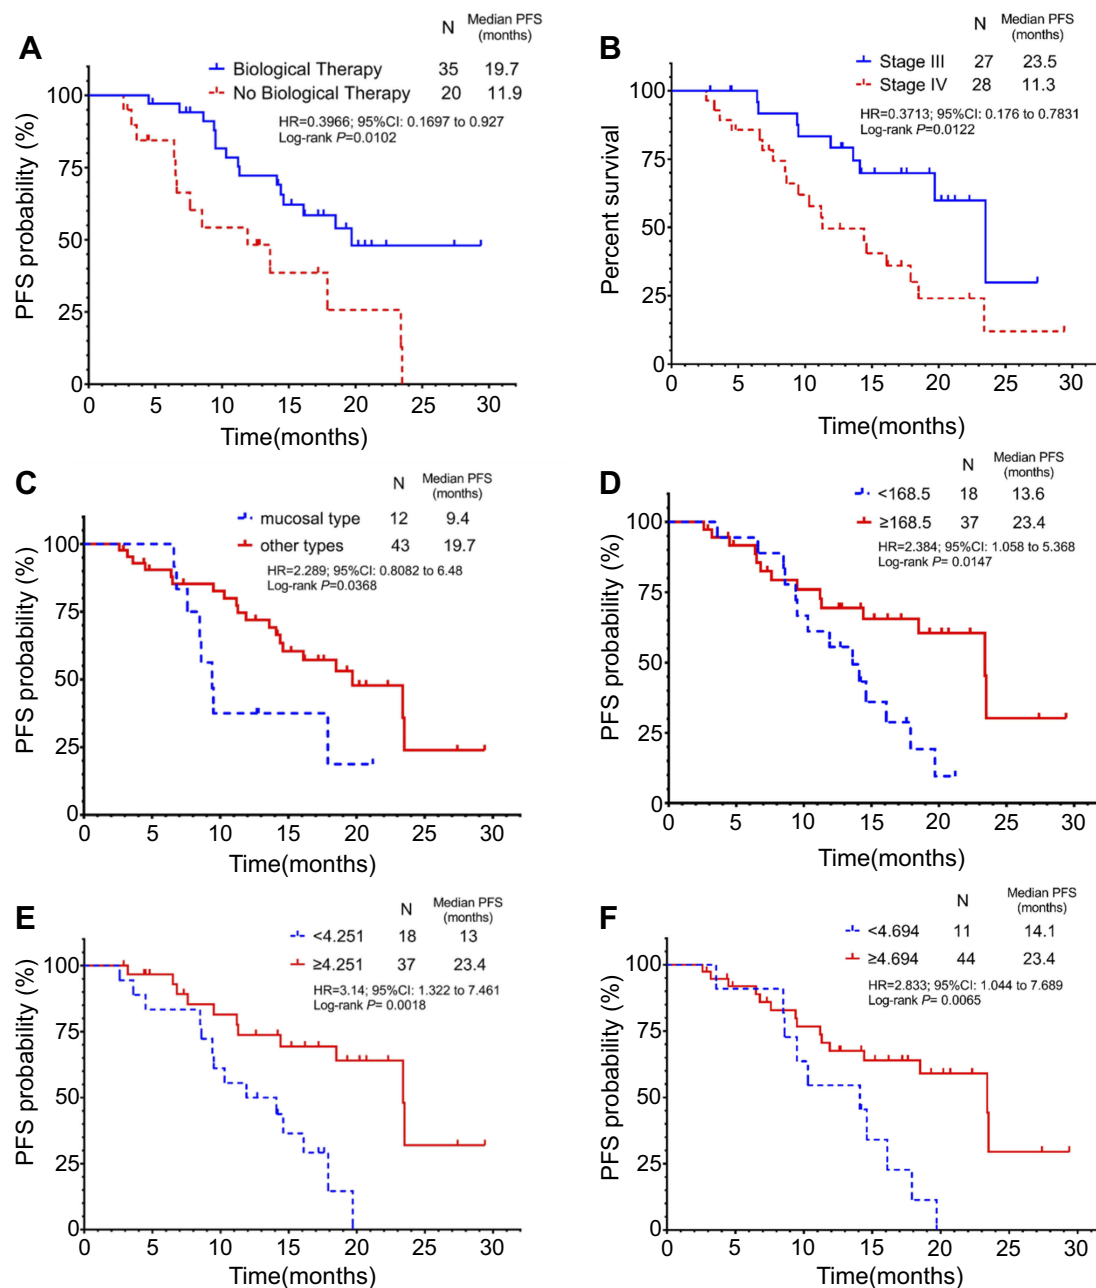 A
N Median PFS
(months)
Biological Therapy 35 19.7
No Biological Therapy 20 11.9
HR=0.3966; 95%CI: 0.1697 to 0.927
Log-rank P=0.0102
PFS probability (%)
100
75
50
25
0
0 5 10 15 20 25 30
Time(months)
B
N Median PFS
(months)
Stage III 27 23.5
Stage IV 28 11.3
HR=0.3713; 95%CI: 0.176 to 0.7831
Log-rank P=0.0122
Percent survival
100
75
50
25
0
0 5 10 15 20 25 30
Time(months)
C
N Median PFS
(months)
mucosal type 12 9.4
other types 43 19.7
HR=2.289; 95%CI: 0.8082 to 6.48
Log-rank P=0.0368
PFS probability (%)
100
75
50
25
0
0 5 10 15 20 25 30
Time(months)
D
N Median PFS
(months)
<168.5 18 13.6
≥168.5 37 23.4
HR=2.384; 95%CI: 1.058 to 5.368
Log-rank P= 0.0147
PFS probability (%)
100
75
50
25
0
0 5 10 15 20 25 30
Time(months)
E
N Median PFS
(months)
<4.251 18 13
≥4.251 37 23.4
HR=3.14; 95%CI: 1.322 to 7.461
Log-rank P= 0.0018
PFS probability (%)
100
75
50
25
0
0 5 10 15 20 25 30
Time(months)
F
N Median PFS
(months)
<4.694 11 14.1
≥4.694 44 23.4
HR=2.833; 95%CI: 1.044 to 7.689
Log-rank P= 0.0065
PFS probability (%)
100
75
50
25
0
0 5 10 15 20 25 30
Time(months)